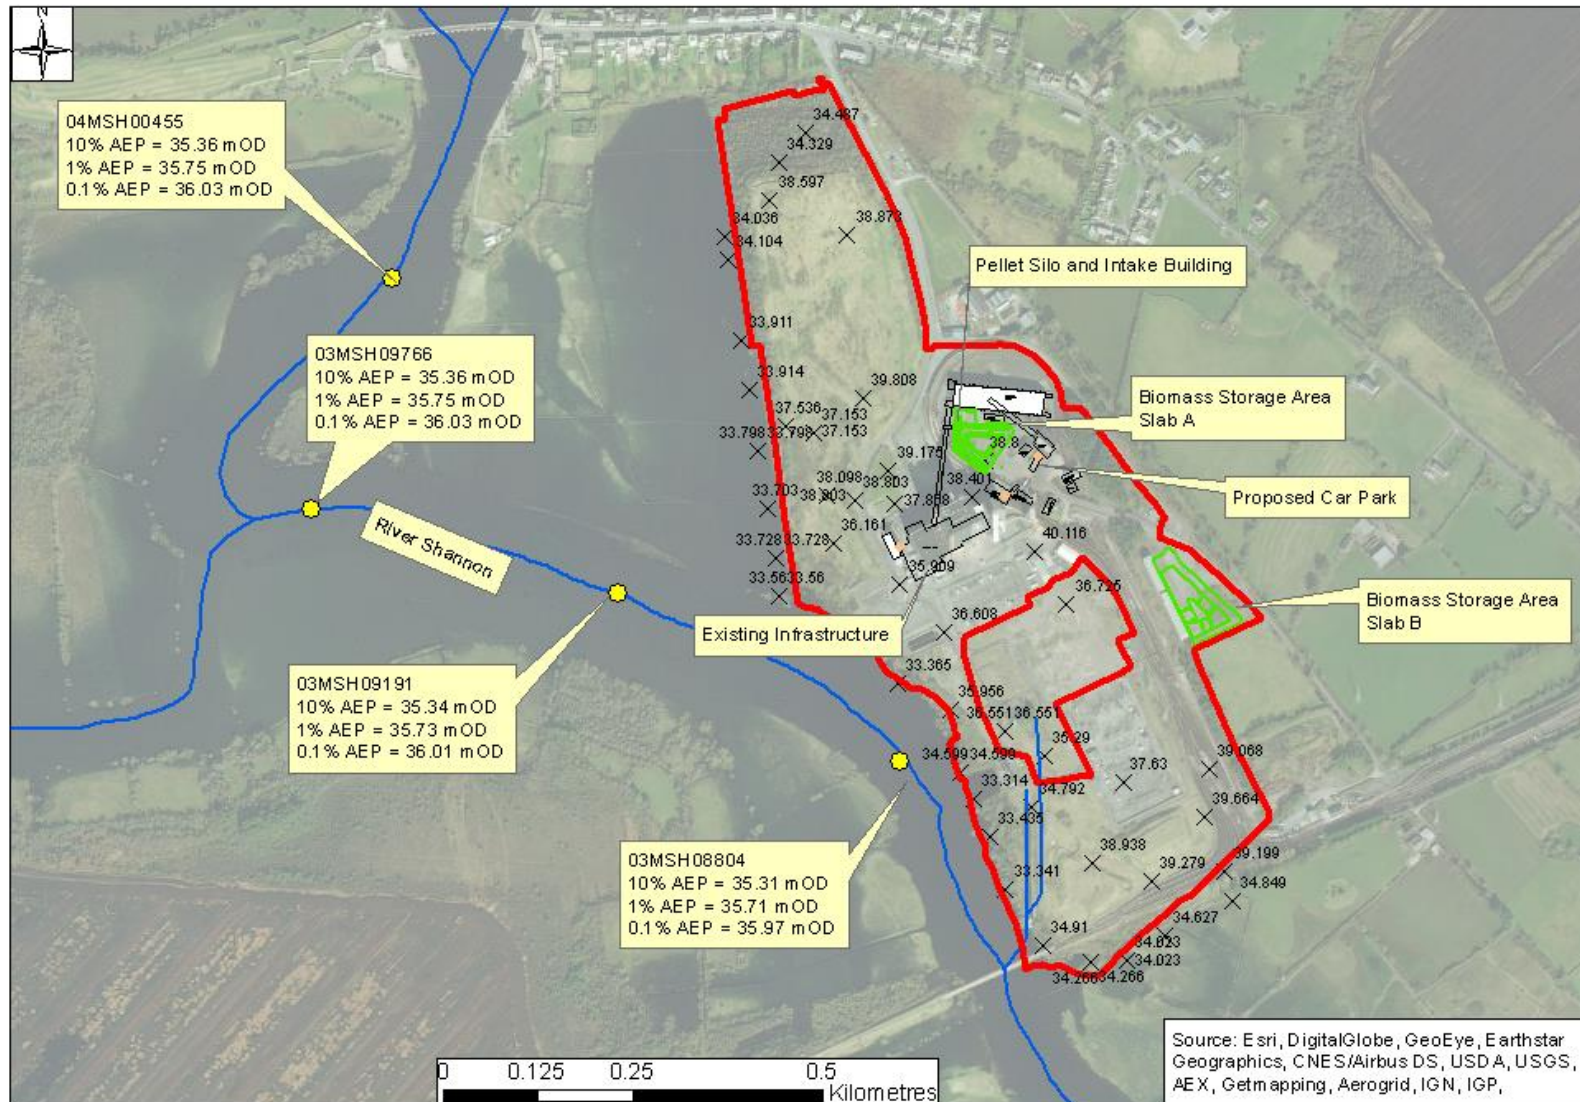 04MSH00455
10% AEP = 35.36 mOD
1% AEP = 35.75 mOD
0.1% AEP = 36.03 mOD
34.487
34.329
38.597
34.036
38.873
34.104
Pellet Silo and Intake Building
33.911
03MSH09766
10% AEP = 35.36 mOD
1% AEP = 35.75 mOD
0.1% AEP = 36.03 mOD
33.914
39.808
Biomass Storage Area
Slab A
37.536
37.153
33.798
33.798
37.153
38.8
39.175
38.098
38.803
38.401
Proposed Car Park
33.703
38.803
37.858
River Shannon
36.161
40.116
33.728
33.728
33.56
33.56
35.909
36.725
Biomass Storage Area
Slab B
Existing Infrastructure
36.608
33.365
03MSH09191
10% AEP = 35.34 mOD
1% AEP = 35.73 mOD
0.1% AEP = 36.01 mOD
35.956
36.551
36.551
35.29
34.599
34.599
39.068
33.314
37.63
34.792
39.664
33.435
03MSH08804
10% AEP = 35.31 mOD
1% AEP = 35.71 mOD
0.1% AEP = 35.97 mOD
38.938
39.279
39.199
33.341
34.849
34.627
34.91
34.023
34.023
34.266
34.266
0 0.125 0.25 0.5
Kilometres
Source: Esri, DigitalGlobe, GeoEye, Earthstar
Geographics, CNES/Airbus DS, USDA, USGS,
AEX, Getmapping, Aerogrid, IGN, IGP,